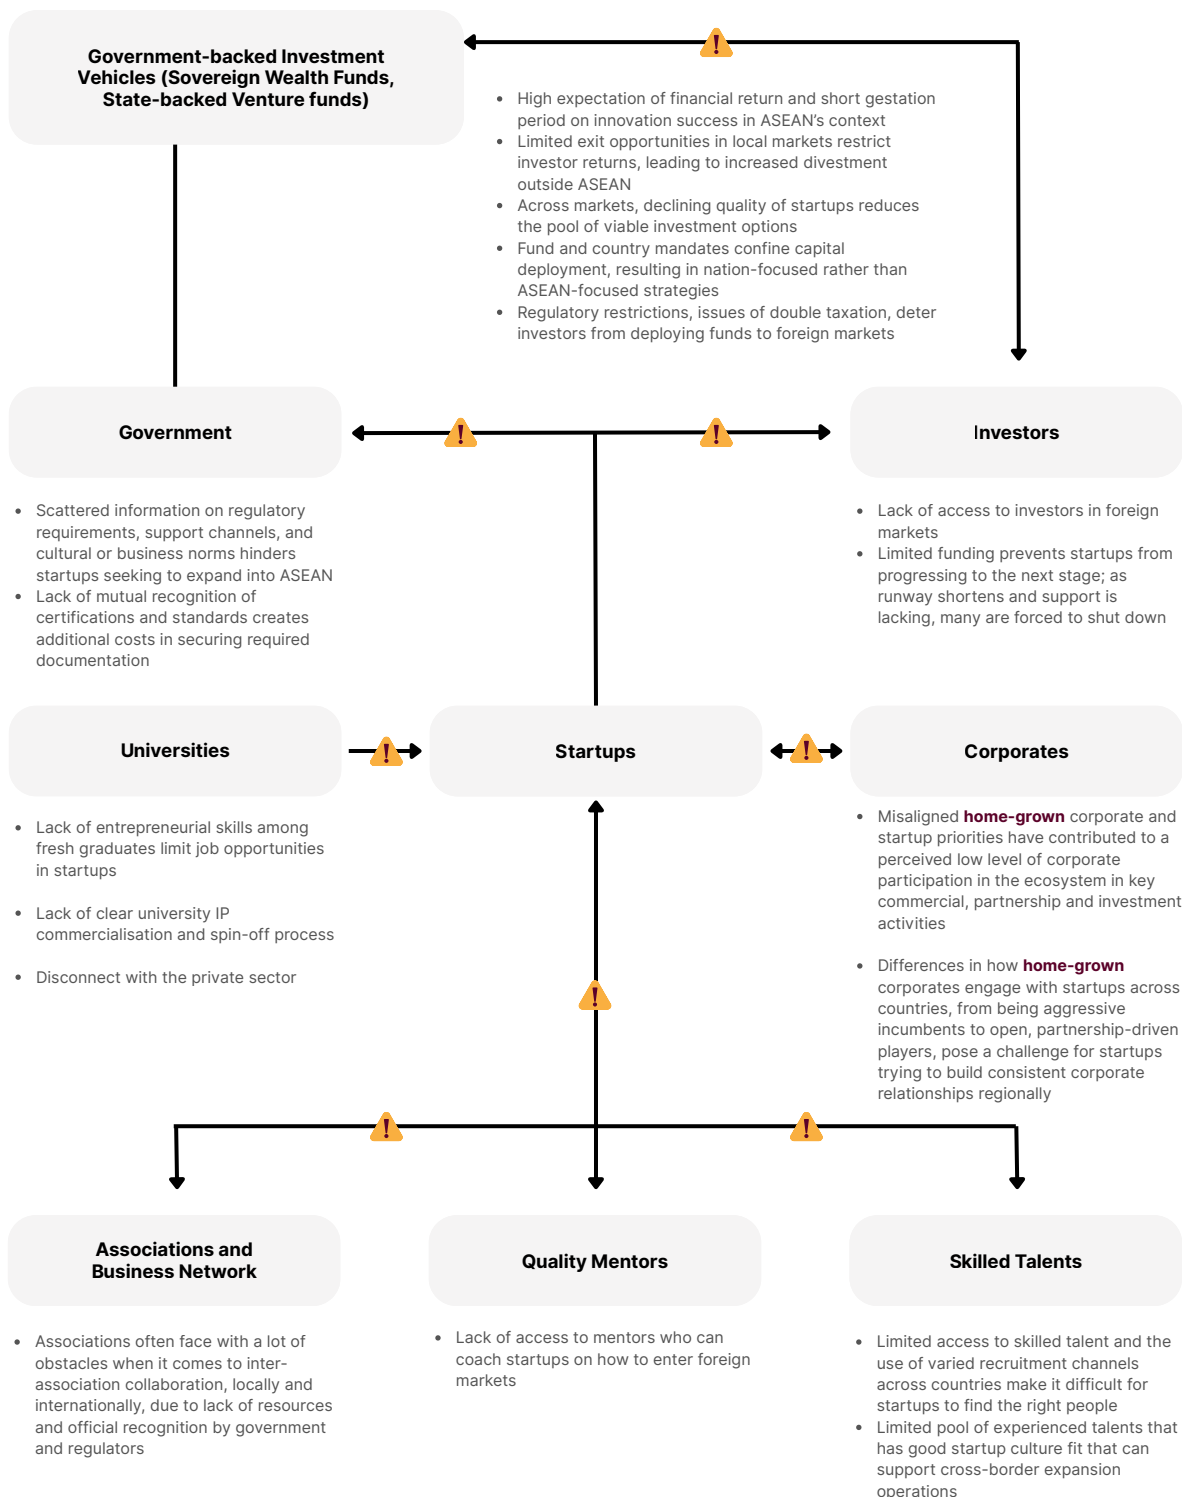 Government-backed Investment
Vehicles (Sovereign Wealth Funds,
State-backed Venture funds)
• High expectation of financial return and short gestation
period on innovation success in ASEAN's context
• Limited exit opportunities in local markets restrict
investor returns, leading to increased divestment
outside ASEAN
• Across markets, declining quality of startups reduces
the pool of viable investment options
• Fund and country mandates confine capital
deployment, resulting in nation-focused rather than
ASEAN-focused strategies
• Regulatory restrictions, issues of double taxation, deter
investors from deploying funds to foreign markets
Government
Investors
• Scattered information on regulatory
requirements, support channels, and
cultural or business norms hinders
startups seeking to expand into ASEAN
• Lack of mutual recognition of
certifications and standards creates
additional costs in securing required
documentation
• Lack of access to investors in foreign
markets
• Limited funding prevents startups from
progressing to the next stage; as
runway shortens and support is
lacking, many are forced to shut down
Universities
Startups
Corporates
• Lack of entrepreneurial skills among
fresh graduates limit job opportunities
in startups
• Lack of clear university IP
commercialisation and spin-off process
• Disconnect with the private sector
• Misaligned home-grown corporate and
startup priorities have contributed to a
perceived low level of corporate
participation in the ecosystem in key
commercial, partnership and investment
activities
• Differences in how home-grown
corporates engage with startups across
countries, from being aggressive
incumbents to open, partnership-driven
players, pose a challenge for startups
trying to build consistent corporate
relationships regionally
Associations and
Business Network
Quality Mentors
Skilled Talents
• Associations often face with a lot of
obstacles when it comes to inter-
association collaboration, locally and
internationally, due to lack of resources
and official recognition by government
and regulators
• Lack of access to mentors who can
coach startups on how to enter foreign
markets
• Limited access to skilled talent and the
use of varied recruitment channels
across countries make it difficult for
startups to find the right people
• Limited pool of experienced talents that
has good startup culture fit that can
support cross-border expansion
operations